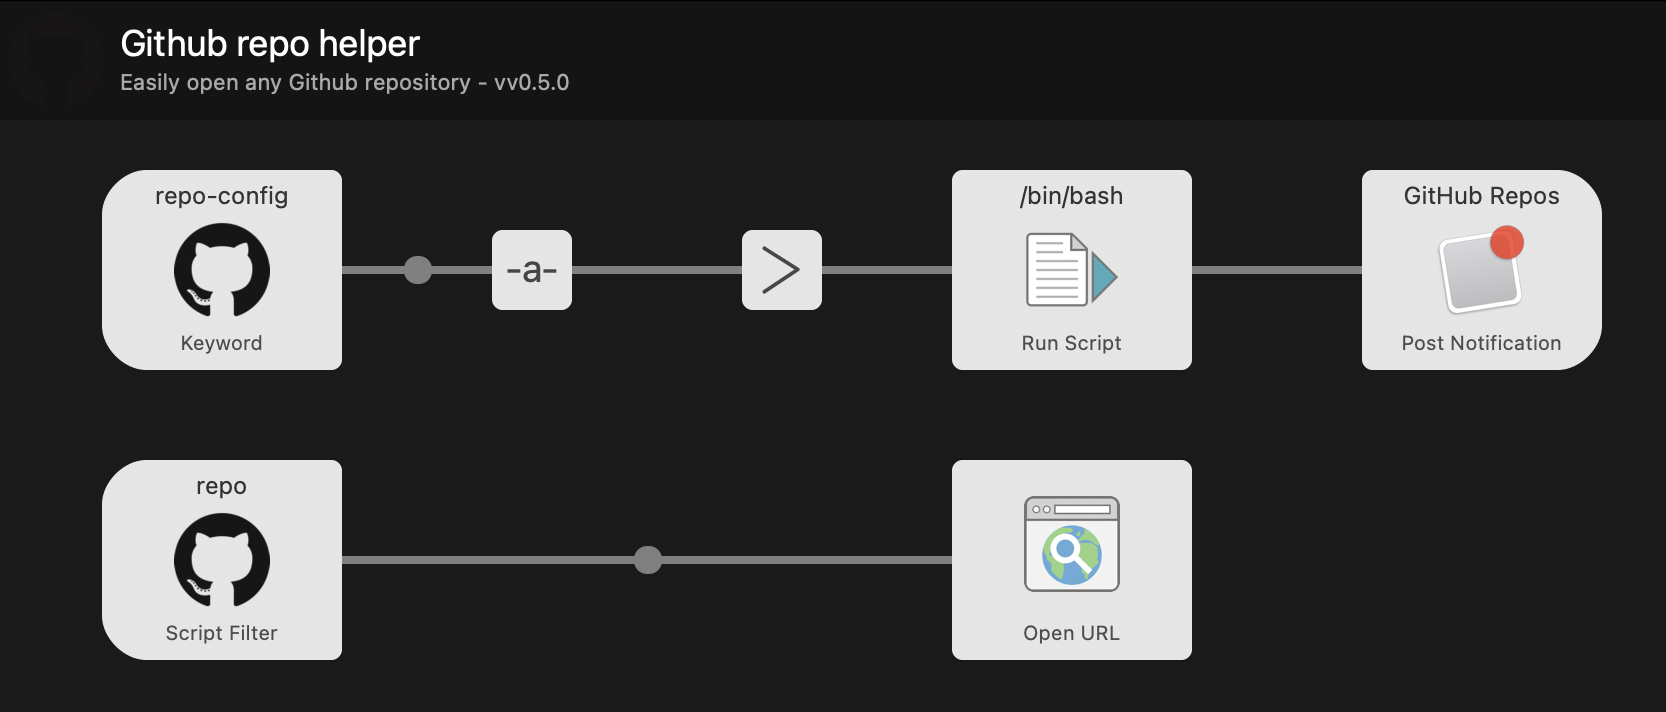 Github repo helper
Easily open any Github repository - vv0.5.0
repo-config
Keyword
-a-
>
/bin/bash
Run Script
GitHub Repos
Post Notification
repo
Script Filter
Open URL